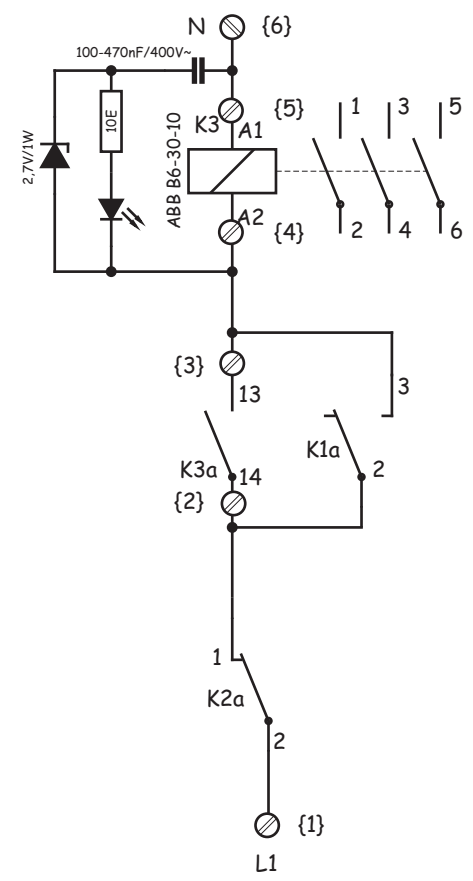 N {6}
100-470nF/400V~
K3 A1 {5} 1 3 5
10E
2,7V/1W
ABB B6-30-10
A2 {4} 2 4 6
{3}
13
3
K1a
K3a 14 2
{2}
1
K2a
2
{1}
L1